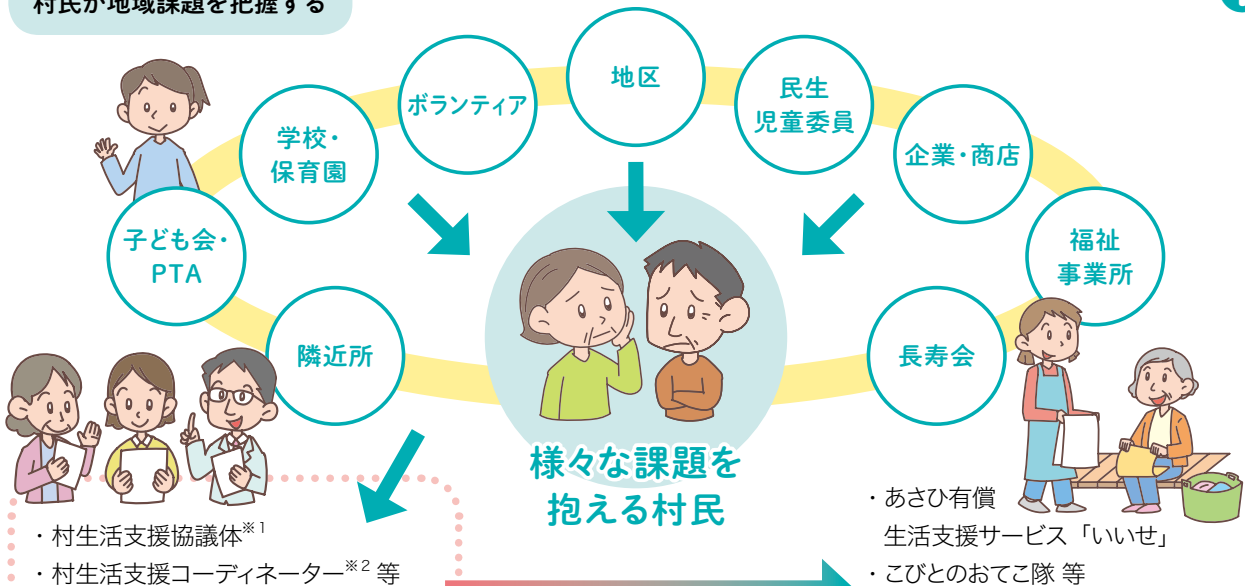 村民が地域課題を把握する
地区
ボランティア
民生
児童委員
学校・
保育園
企業・商店
子ども会・
PTA
福祉
事業所
隣近所
長寿会
様々な課題を
抱える村民
・村生活支援協議体※1
・村生活支援コーディネーター※2 等
・あさひ有償
生活支援サービス「いいせ」
・こびとのおてこ隊 等